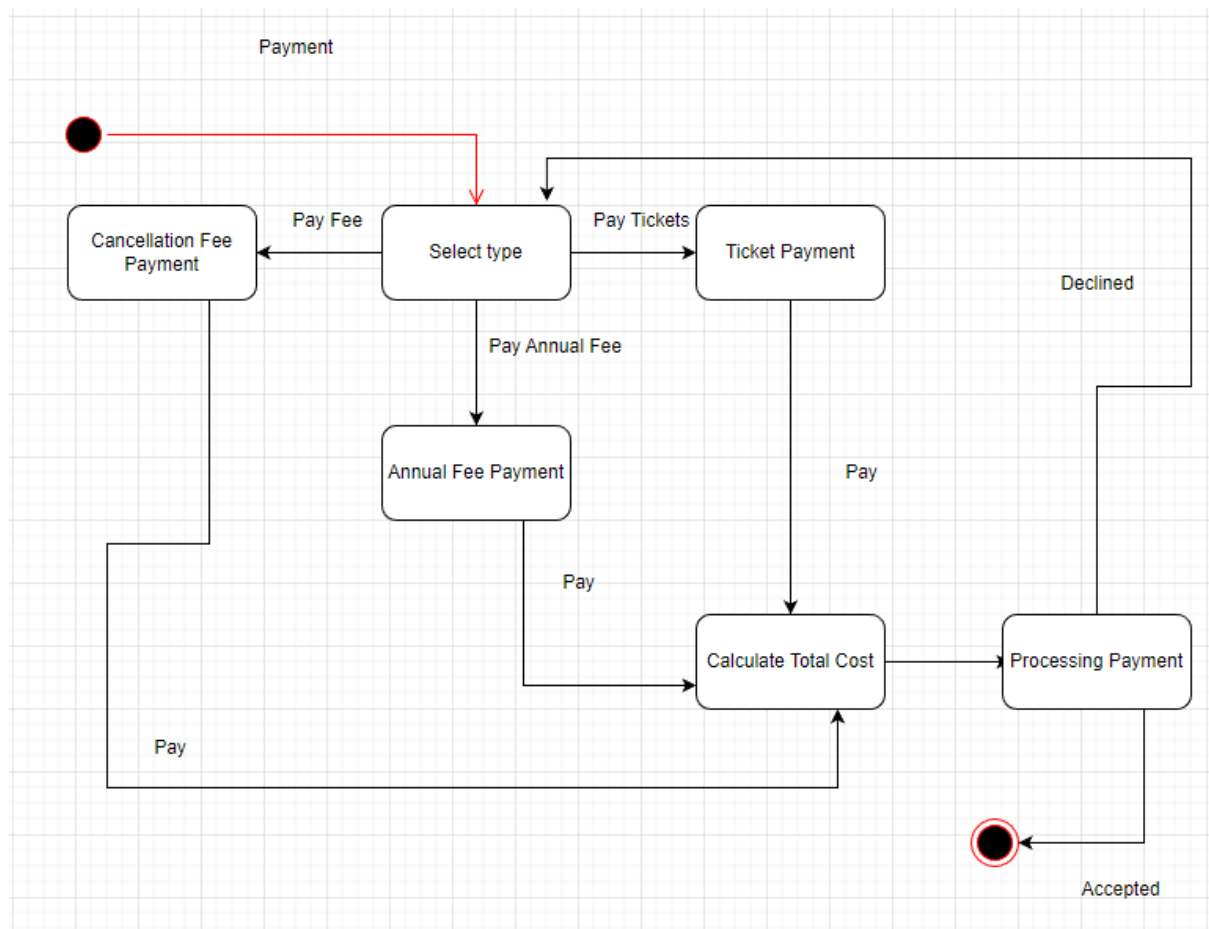 Payment
Pay Fee
Pay Tickets
Cancellation Fee
Payment
Select type
Ticket Payment
Declined
Pay Annual Fee
Annual Fee Payment
Pay
Pay
Calculate Total Cost
Processing Payment
Pay
Accepted